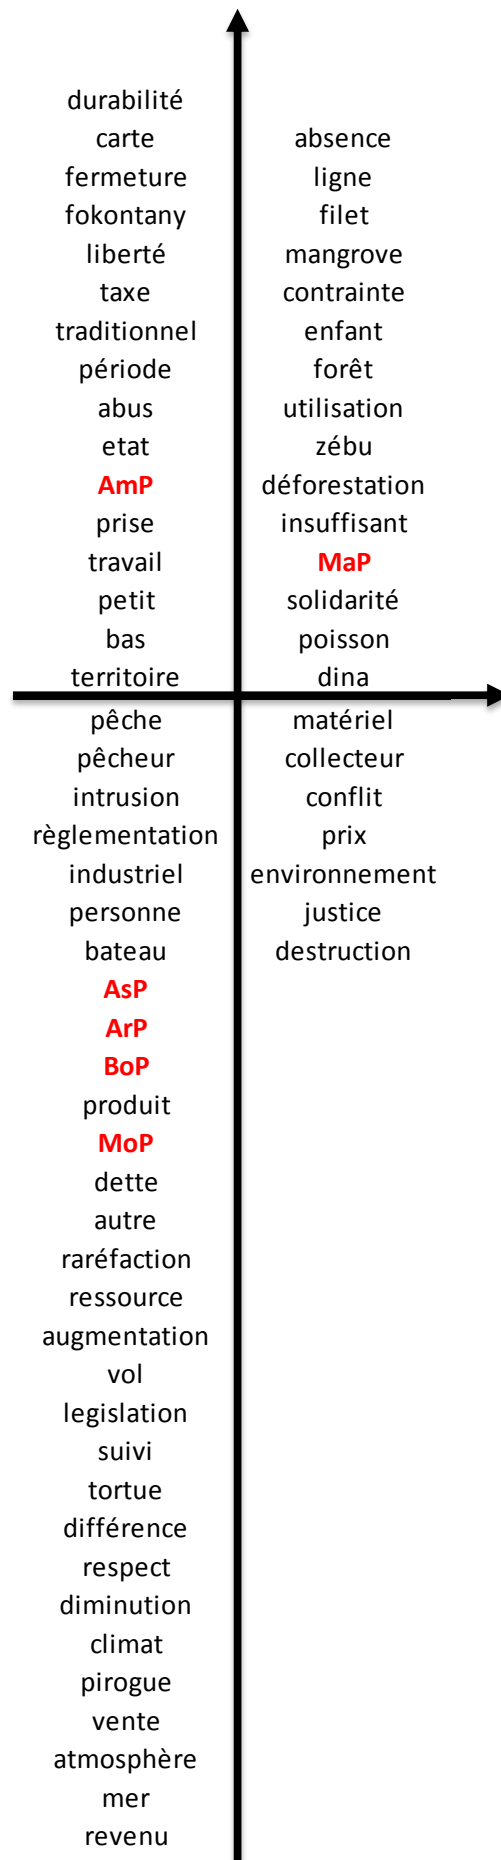 durabilité
carte absence
fermeture ligne
fokontany filet
liberté mangrove
taxe contrainte
traditionnel enfant
période forêt
abus utilisation
etat zébu
AmP déforestation
prise insuffisant
travail MaP
petit solidarité
bas poisson
territoire dina
pêche matériel
pêcheur collecteur
intrusion conflit
règlementation prix
industriel environnement
personne justice
bateau destruction
AsP
ArP
BoP
produit
MoP
dette
autre
raréfaction
ressource
augmentation
vol
legislation
suivi
tortue
différence
respect
diminution
climat
pirogue
vente
atmosphère
mer
revenu